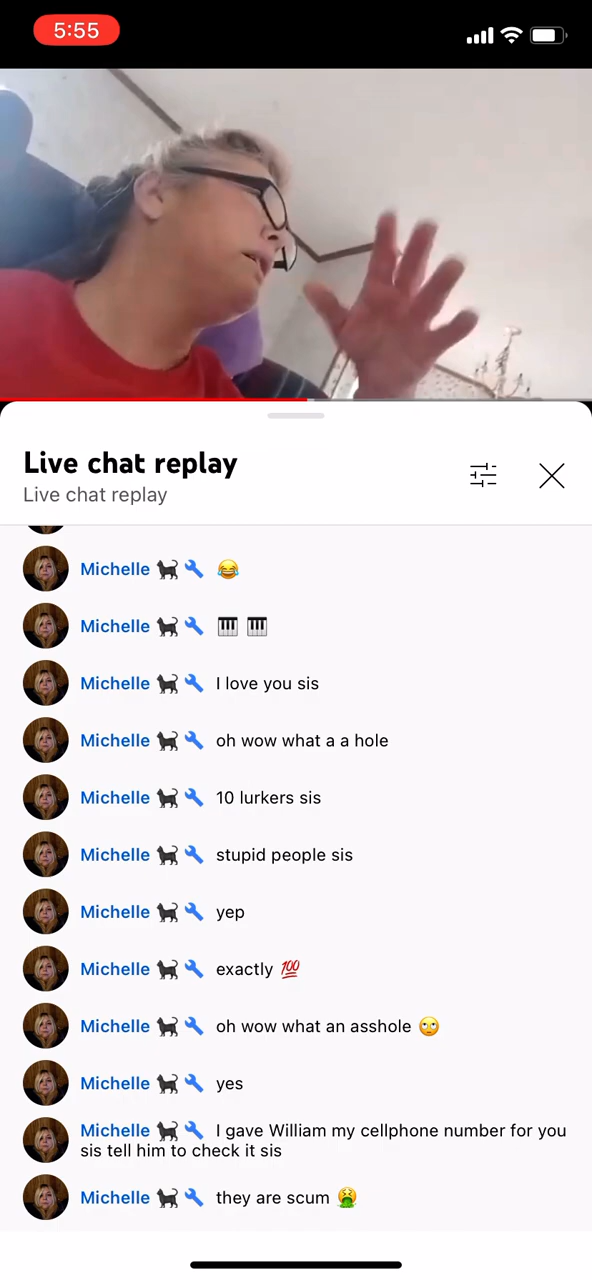 5:55
Live chat replay
Live chat replay
Michelle 🐈‍⬛ 🔧 😂
Michelle 🐈‍⬛ 🔧 🎹 🎹
Michelle 🐈‍⬛ 🔧 I love you sis
Michelle 🐈‍⬛ 🔧 oh wow what a a hole
Michelle 🐈‍⬛ 🔧 10 lurkers sis
Michelle 🐈‍⬛ 🔧 stupid people sis
Michelle 🐈‍⬛ 🔧 yep
Michelle 🐈‍⬛ 🔧 exactly 💯
Michelle 🐈‍⬛ 🔧 oh wow what an asshole 🙄
Michelle 🐈‍⬛ 🔧 yes
Michelle 🐈‍⬛ 🔧 I gave William my cellphone number for you
sis tell him to check it sis
Michelle 🐈‍⬛ 🔧 they are scum 🤮